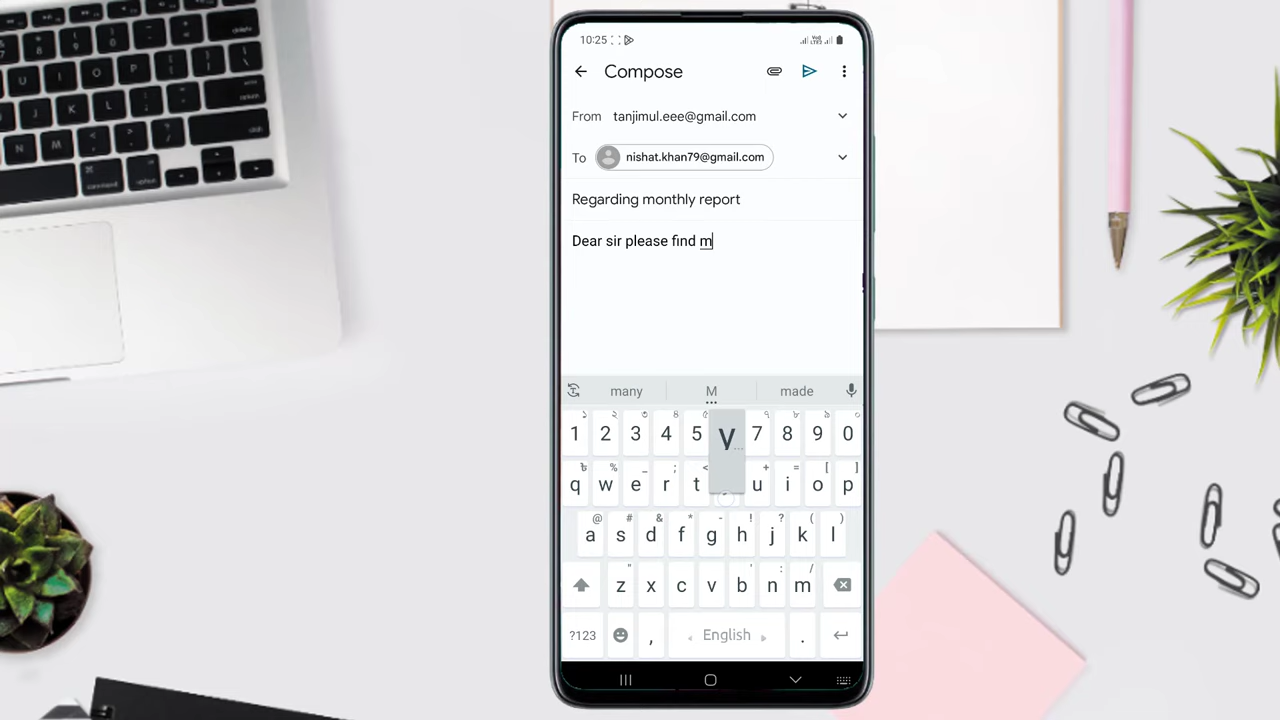 10:25
Compose
From tanjimul.eee@gmail.com
To nishat.khan79@gmail.com
Regarding monthly report
Dear sir please find m
many M made
1 2 3 4 5 y 7 8 9 0
q w e r t u i o p
a s d f g h j k l
z x c v b n m
?123 , English .